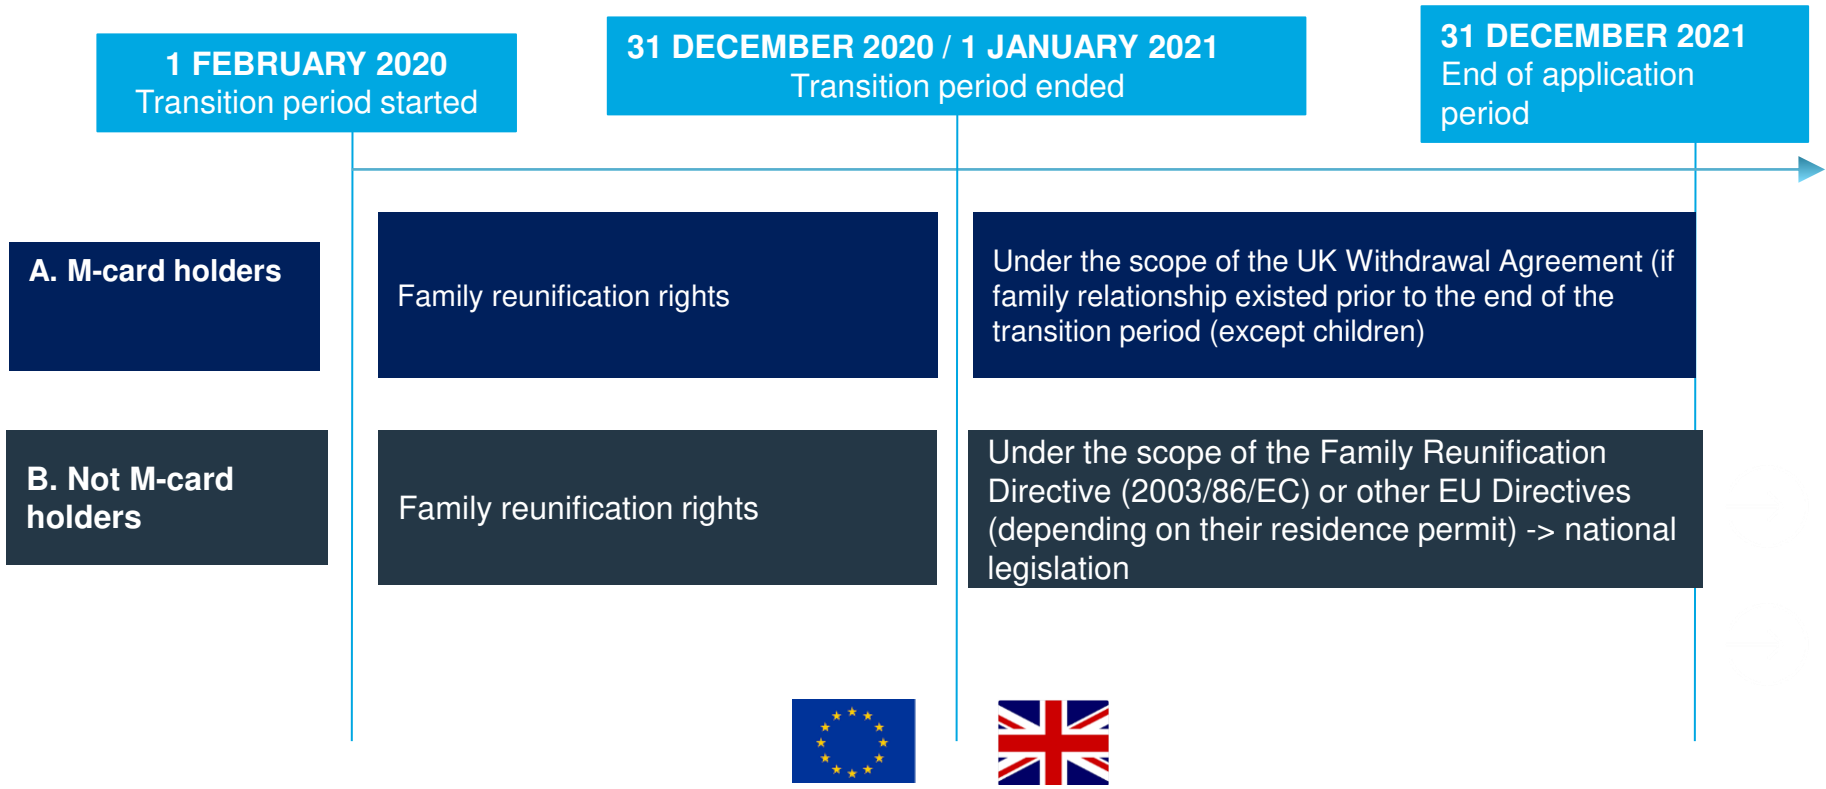 1 FEBRUARY 2020
Transition period started
31 DECEMBER 2020 / 1 JANUARY 2021
Transition period ended
31 DECEMBER 2021
End of application
period
A. M-card holders
Family reunification rights
Under the scope of the UK Withdrawal Agreement (if
family relationship existed prior to the end of the
transition period (except children)
B. Not M-card
holders
Family reunification rights
Under the scope of the Family Reunification
Directive (2003/86/EC) or other EU Directives
(depending on their residence permit) -> national
legislation